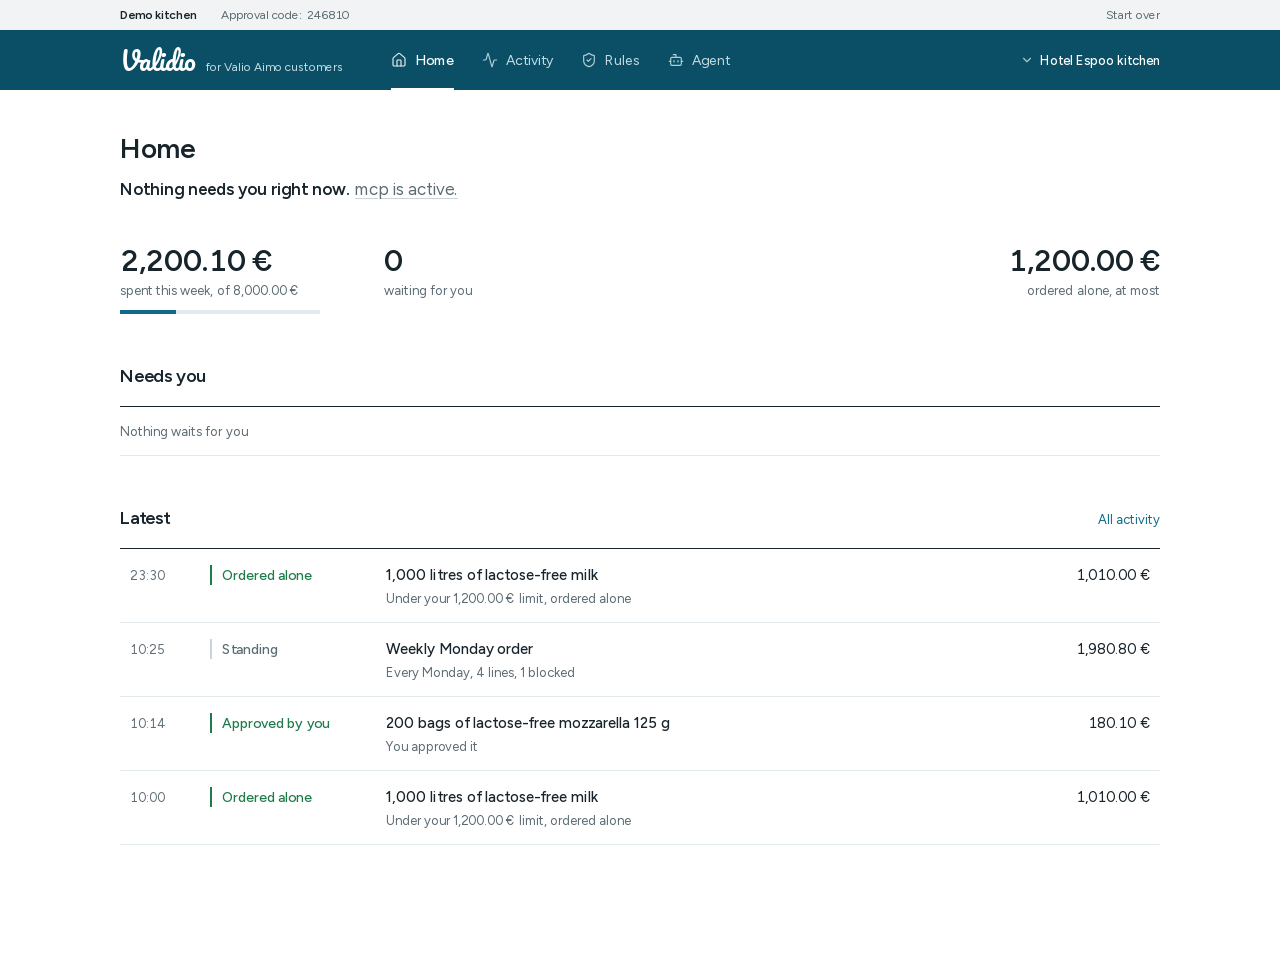 Demo kitchen Approval code: 246810 Start over
Validio for Valio Aimo customers Home Activity Rules Agent Hotel Espoo kitchen
Home
Nothing needs you right now. mcp is active.
2,200.10 € 0 1,200.00 €
spent this week, of 8,000.00 € waiting for you ordered alone, at most
Needs you
Nothing waits for you
Latest All activity
23:30 Ordered alone 1,000 litres of lactose-free milk 1,010.00 €
Under your 1,200.00 € limit, ordered alone
10:25 Standing Weekly Monday order 1,980.80 €
Every Monday, 4 lines, 1 blocked
10:14 Approved by you 200 bags of lactose-free mozzarella 125 g 180.10 €
You approved it
10:00 Ordered alone 1,000 litres of lactose-free milk 1,010.00 €
Under your 1,200.00 € limit, ordered alone